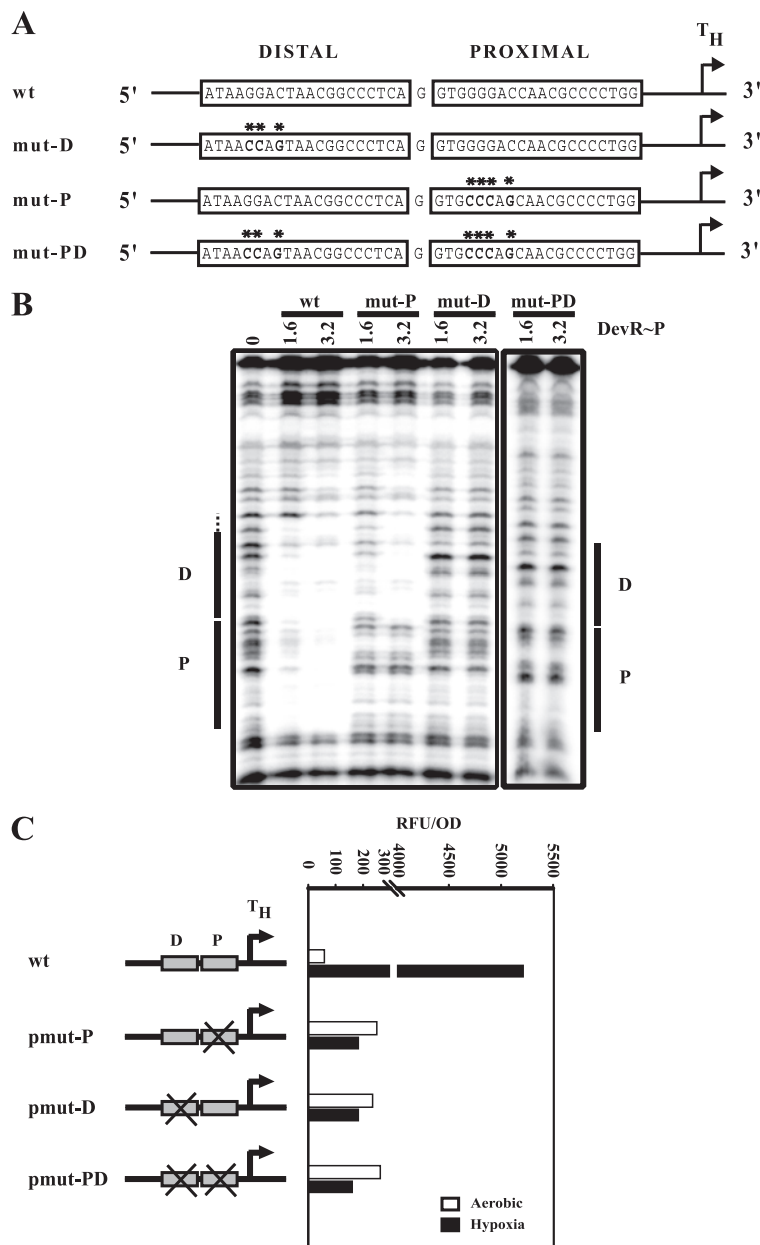 A
DISTAL PROXIMAL T H
wt 5' ATAAGGACTAACGGCCCTCA G GTGGGGACCAACGCCCCTGG 3'
** *
mut-D 5' ATAACCAGTAACGGCCCTCA G GTGGGGACCAACGCCCCTGG 3'
*** *
mut-P 5' ATAAGGACTAACGGCCCTCA G GTGCCCAGCAACGCCCCTGG 3'
** * *** *
mut-PD 5' ATAACCAGTAACGGCCCTCA G GTGCCCAGCAACGCCCCTGG 3'
B
wt mut-P mut-D mut-PD
0 1.6 3.2 1.6 3.2 1.6 3.2 1.6 3.2 DevR~P
D D
P P
C
RFU/OD
0 100 200 300 4000 4500 5000 5500
T H
D P
wt
pmut-P
pmut-D
pmut-PD
Aerobic
Hypoxia